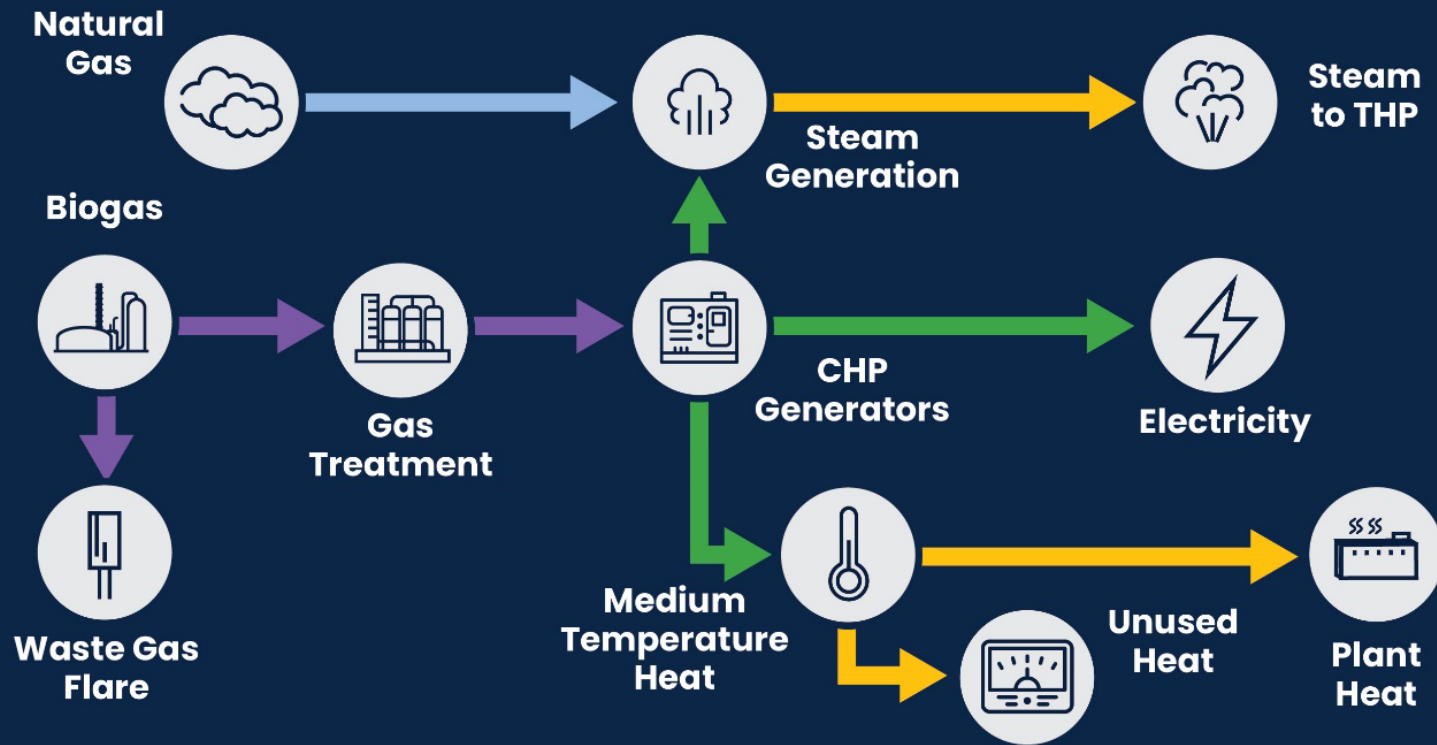 Natural
Gas
Steam
to THP
Steam
Generation
Biogas
Gas
Treatment
CHP
Generators
Electricity
Waste Gas
Flare
Medium
Temperature
Heat
Unused
Heat
Plant
Heat